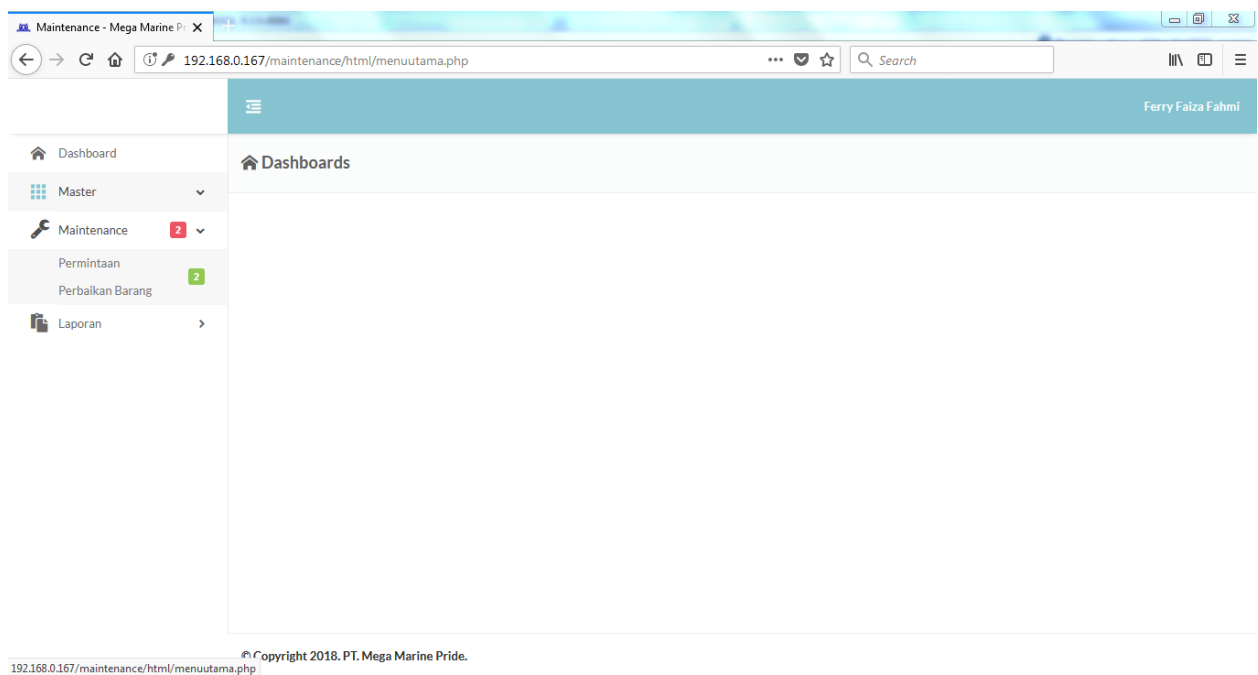 Maintenance - Mega Marine Pr
192.168.0.167/maintenance/html/menuutama.php
Search
Ferry Faiza Fahmi
Dashboard
Dashboards
Master
Maintenance 2
Permintaan
Perbaikan Barang
2
Laporan
© Copyright 2018. PT. Mega Marine Pride.
192.168.0.167/maintenance/html/menuutama.php